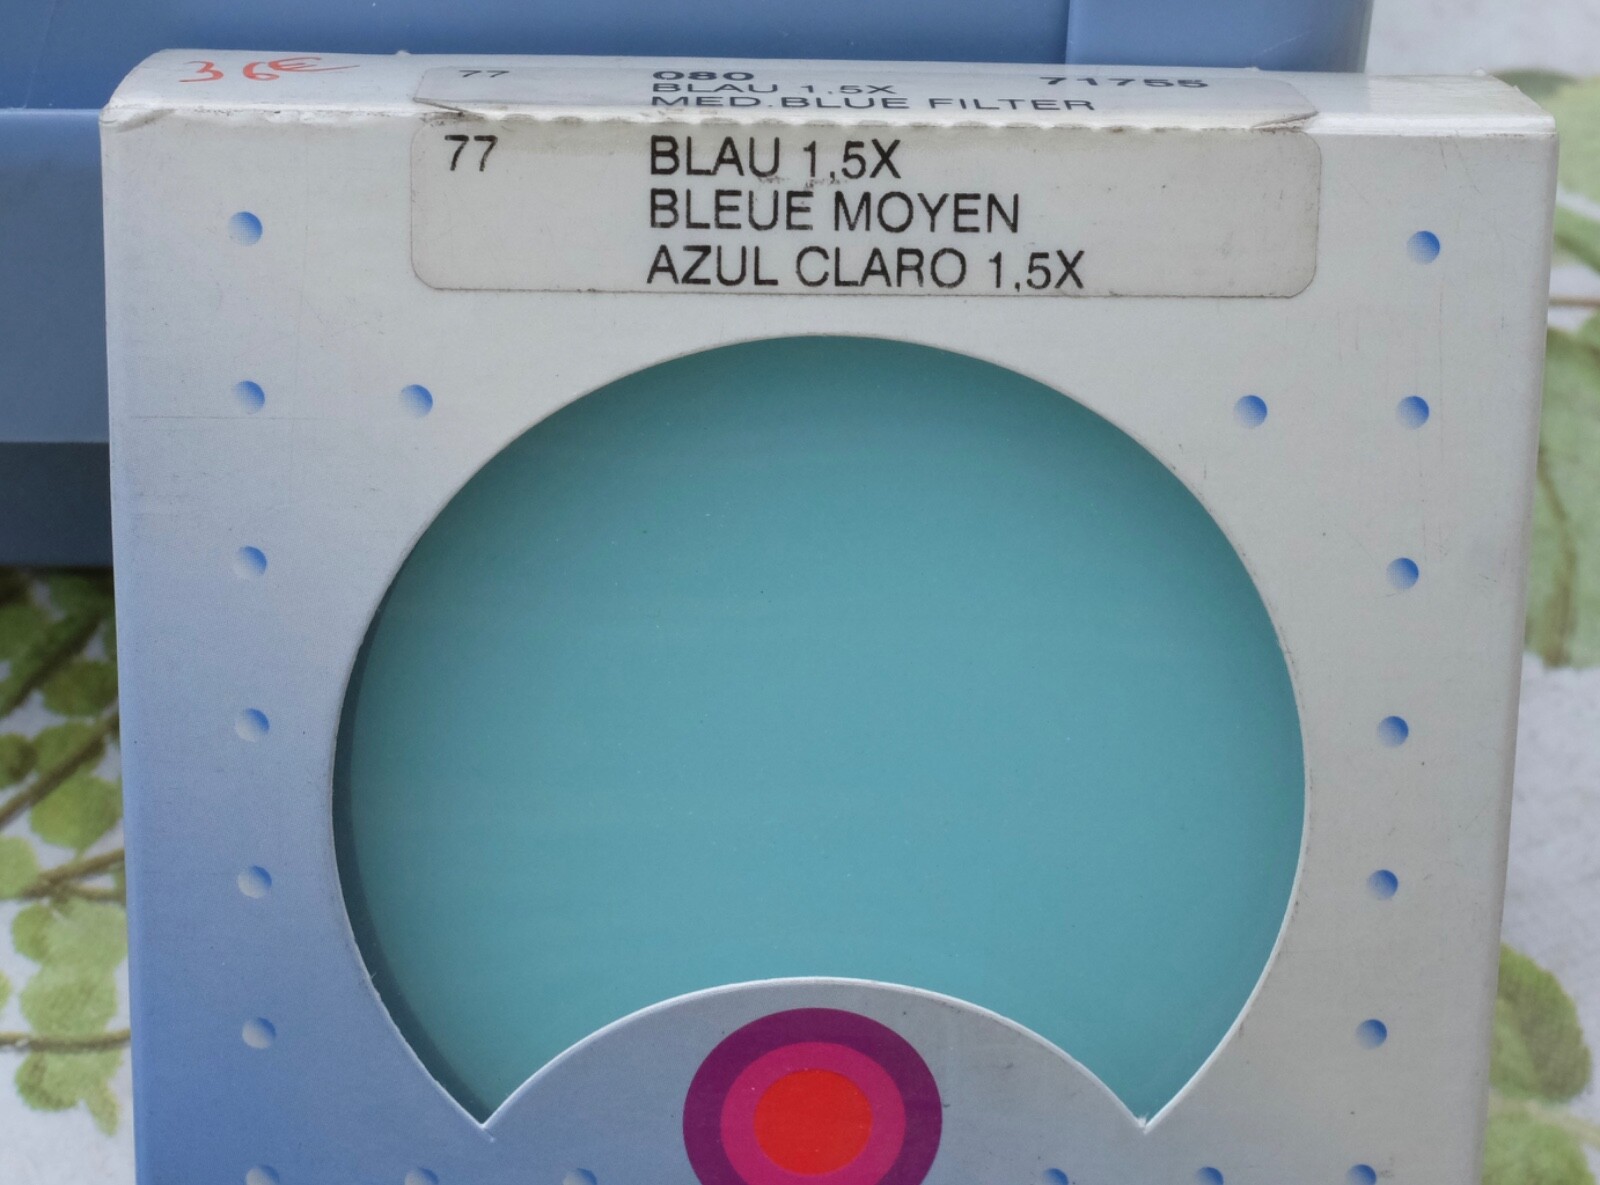 36€
77 080 71755
BLAU 1,5X
MED.BLUE FILTER
77 BLAU 1,5X
BLEUE MOYEN
AZUL CLARO 1,5X